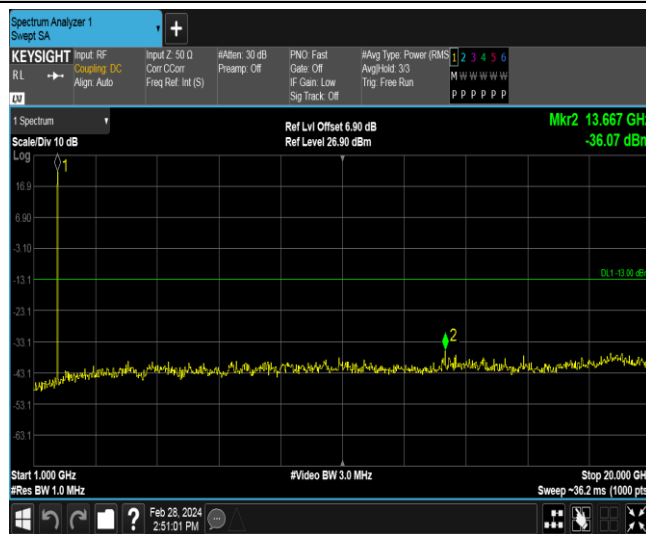 Spectrum Analyzer 1
Swept SA
+
KEYSIGHT
RL
LXI
Input: RF
Coupling: DC
Align: Auto
Input Z: 50 Ω
Corr CCorr
Freq Ref: Int (S)
#Atten: 30 dB
Preamp: Off
PNO: Fast
Gate: Off
IF Gain: Low
Sig Track: Off
#Avg Type: Power (RMS
Avg|Hold: 3/3
Trig: Free Run
1 2 3 4 5 6
M W W W W W
P P P P P P
1 Spectrum
Scale/Div 10 dB
Log
Ref Lvl Offset 6.90 dB
Ref Level 26.90 dBm
Mkr2 13.667 GHz
-36.07 dBm
1
16.9
6.90
-3.10
-13.1
DL1 -13.00 dBm
-23.1
-33.1
2
-43.1
-53.1
-63.1
Start 1.000 GHz
#Res BW 1.0 MHz
#Video BW 3.0 MHz
Stop 20.000 GH
Sweep ~36.2 ms (1000 pts
?
Feb 28, 2024
2:51:01 PM